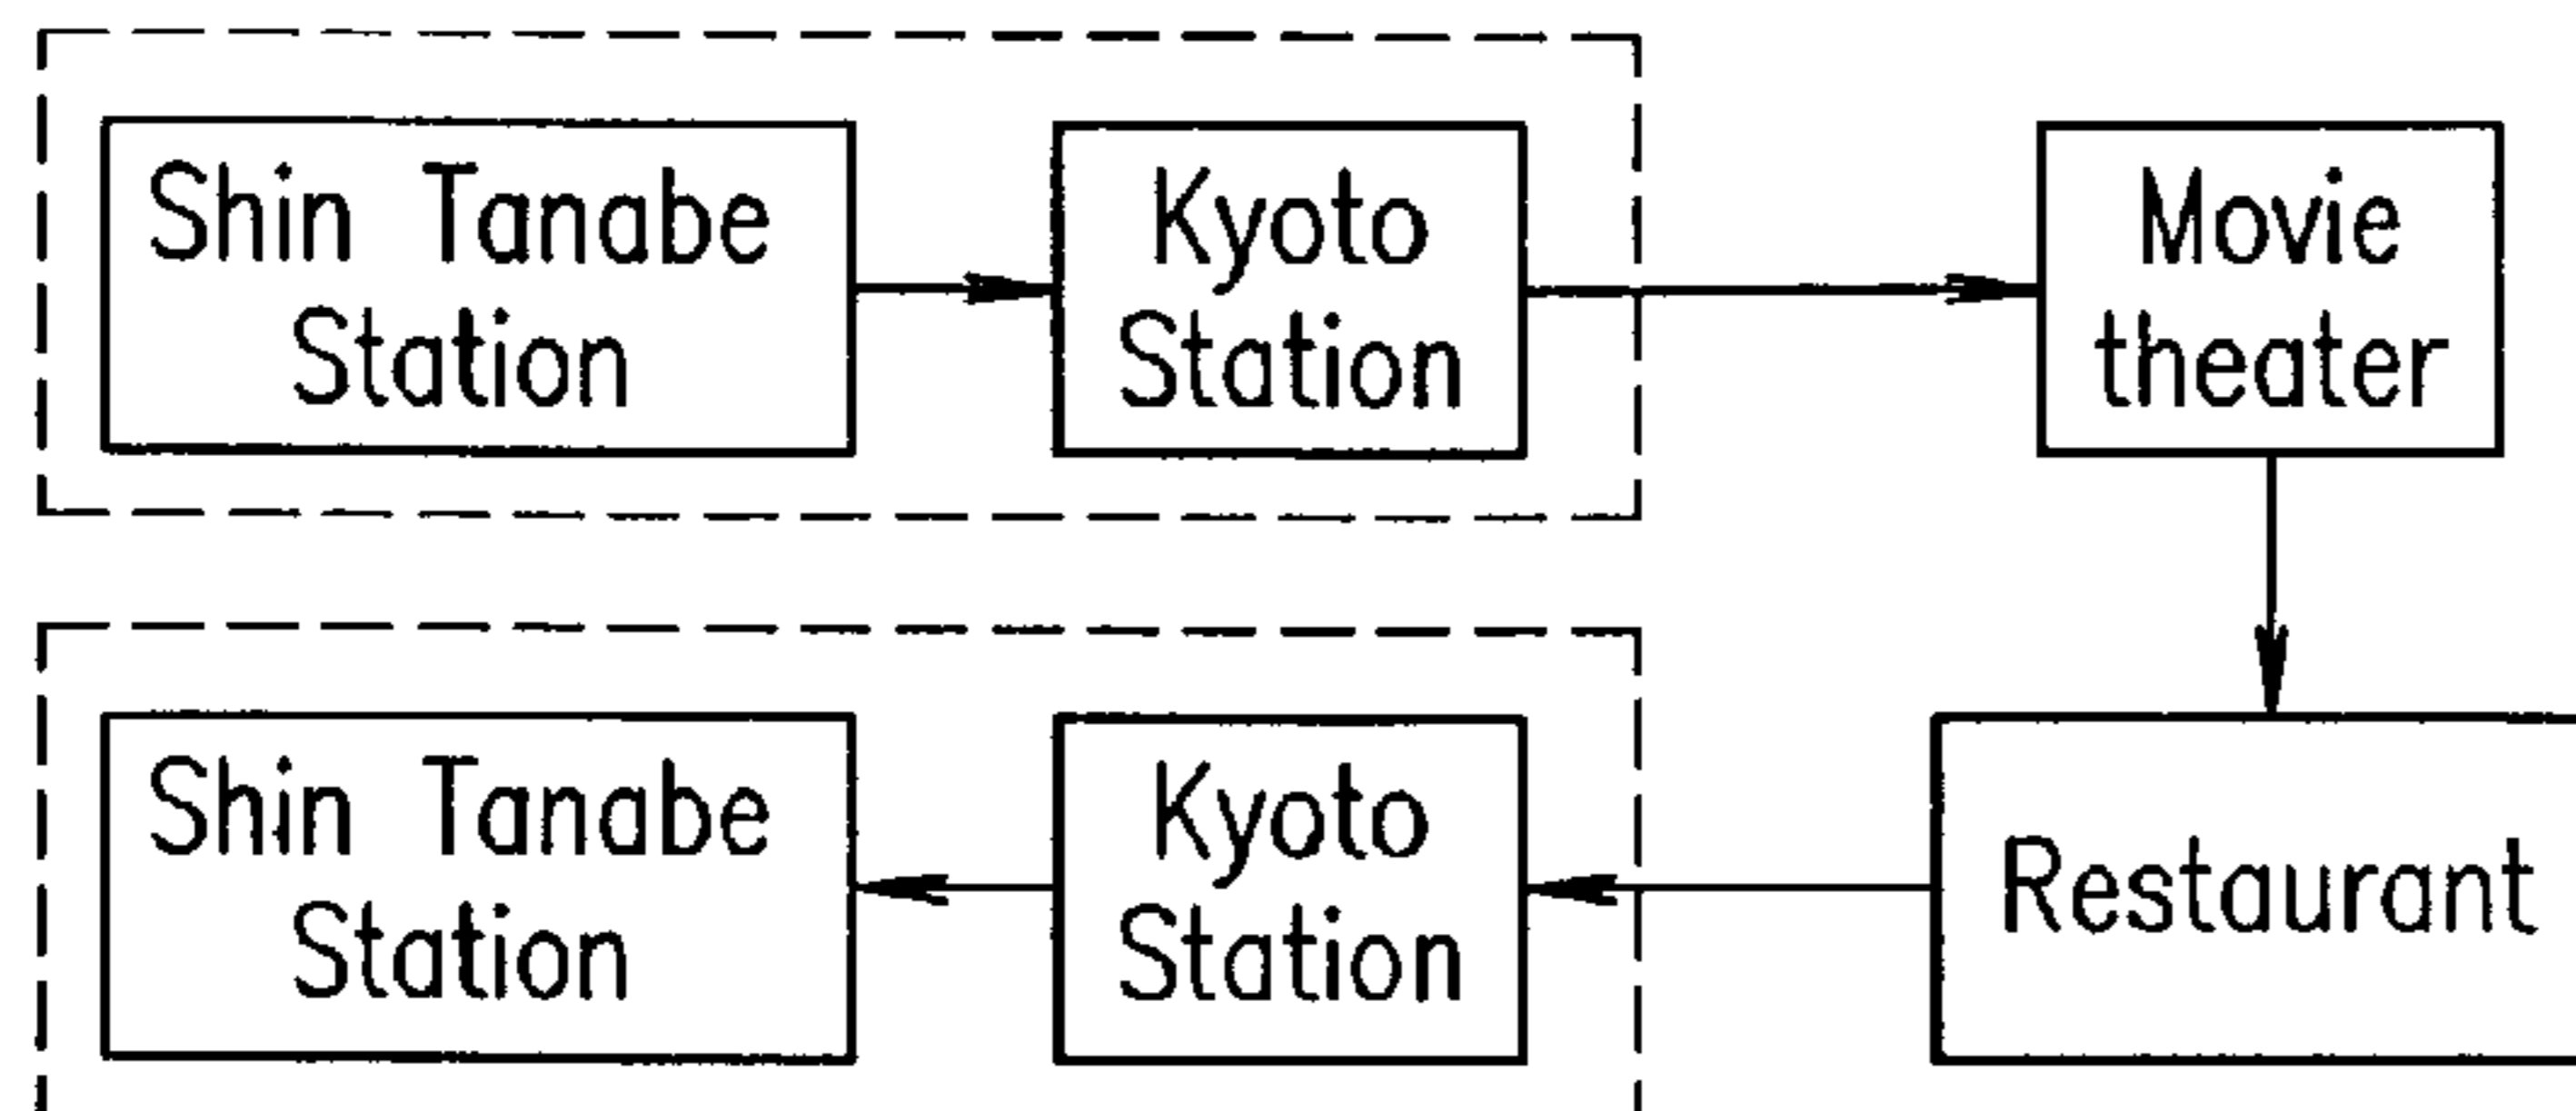 Shin Tanabe
Station
Kyoto
Station
Movie
theater
Shin Tanabe
Station
Kyoto
Station
Restaurant